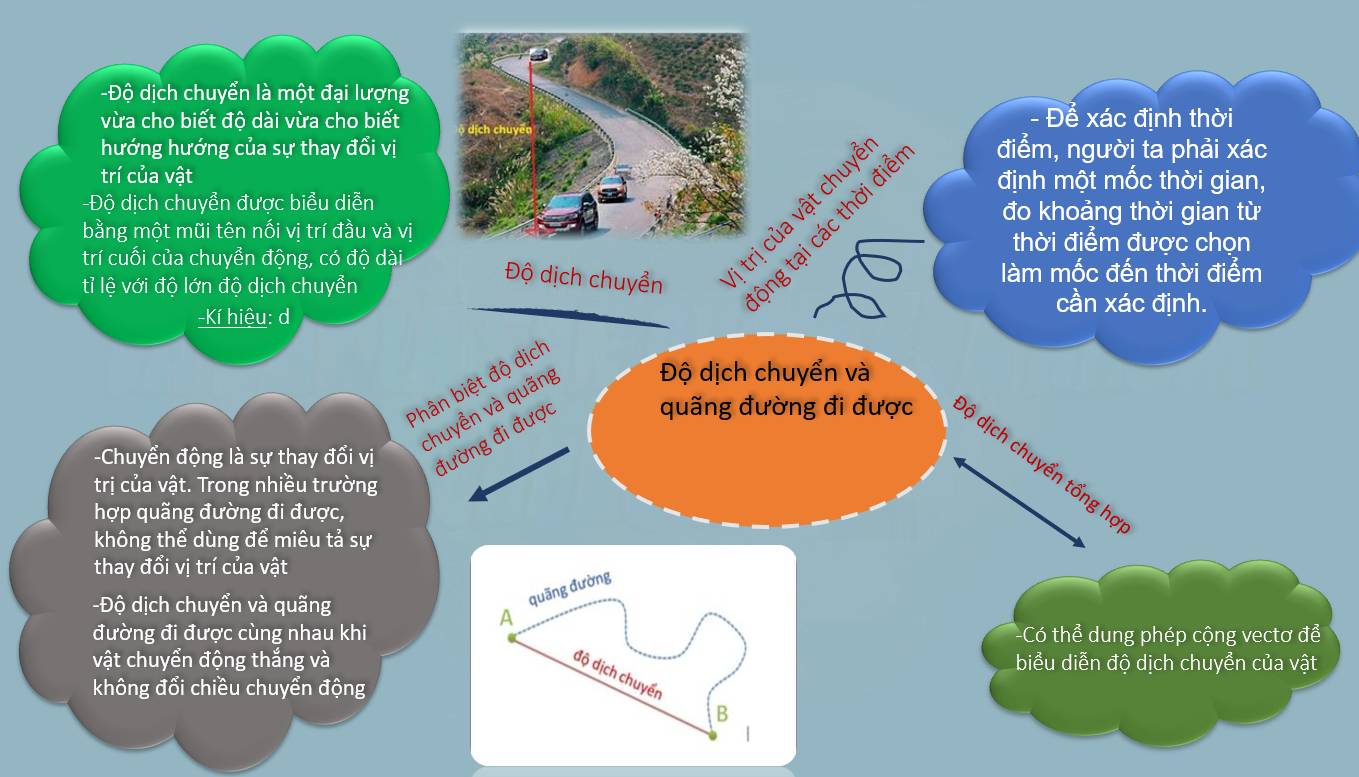 -Độ dịch chuyển là một đại lượng
vừa cho biết độ dài vừa cho biết
hướng hướng của sự thay đổi vị
trí của vật
-Độ dịch chuyển được biểu diễn
bằng một mũi tên nối vị trí đầu và vị
trí cuối của chuyển động, có độ dài
tỉ lệ với độ lớn độ dịch chuyển
-Kí hiệu: d
độ dịch chuyển
Độ dịch chuyển
Vị trị của vật chuyển
động tại các thời điểm
- Để xác định thời
điểm, người ta phải xác
định một mốc thời gian,
đo khoảng thời gian từ
thời điểm được chọn
làm mốc đến thời điểm
cần xác định.
Độ dịch chuyển và
quãng đường đi được
Phân biệt độ dịch
chuyển và quãng
đường đi được
Độ dịch chuyển tổng hợp
-Chuyển động là sự thay đổi vị
trị của vật. Trong nhiều trường
hợp quãng đường đi được,
không thể dùng để miêu tả sự
thay đổi vị trí của vật
-Độ dịch chuyển và quãng
đường đi được cùng nhau khi
vật chuyển động thắng và
không đổi chiều chuyển động
quãng đường
A
độ dịch chuyển
B
-Có thể dung phép cộng vectơ để
biểu diễn độ dịch chuyển của vật